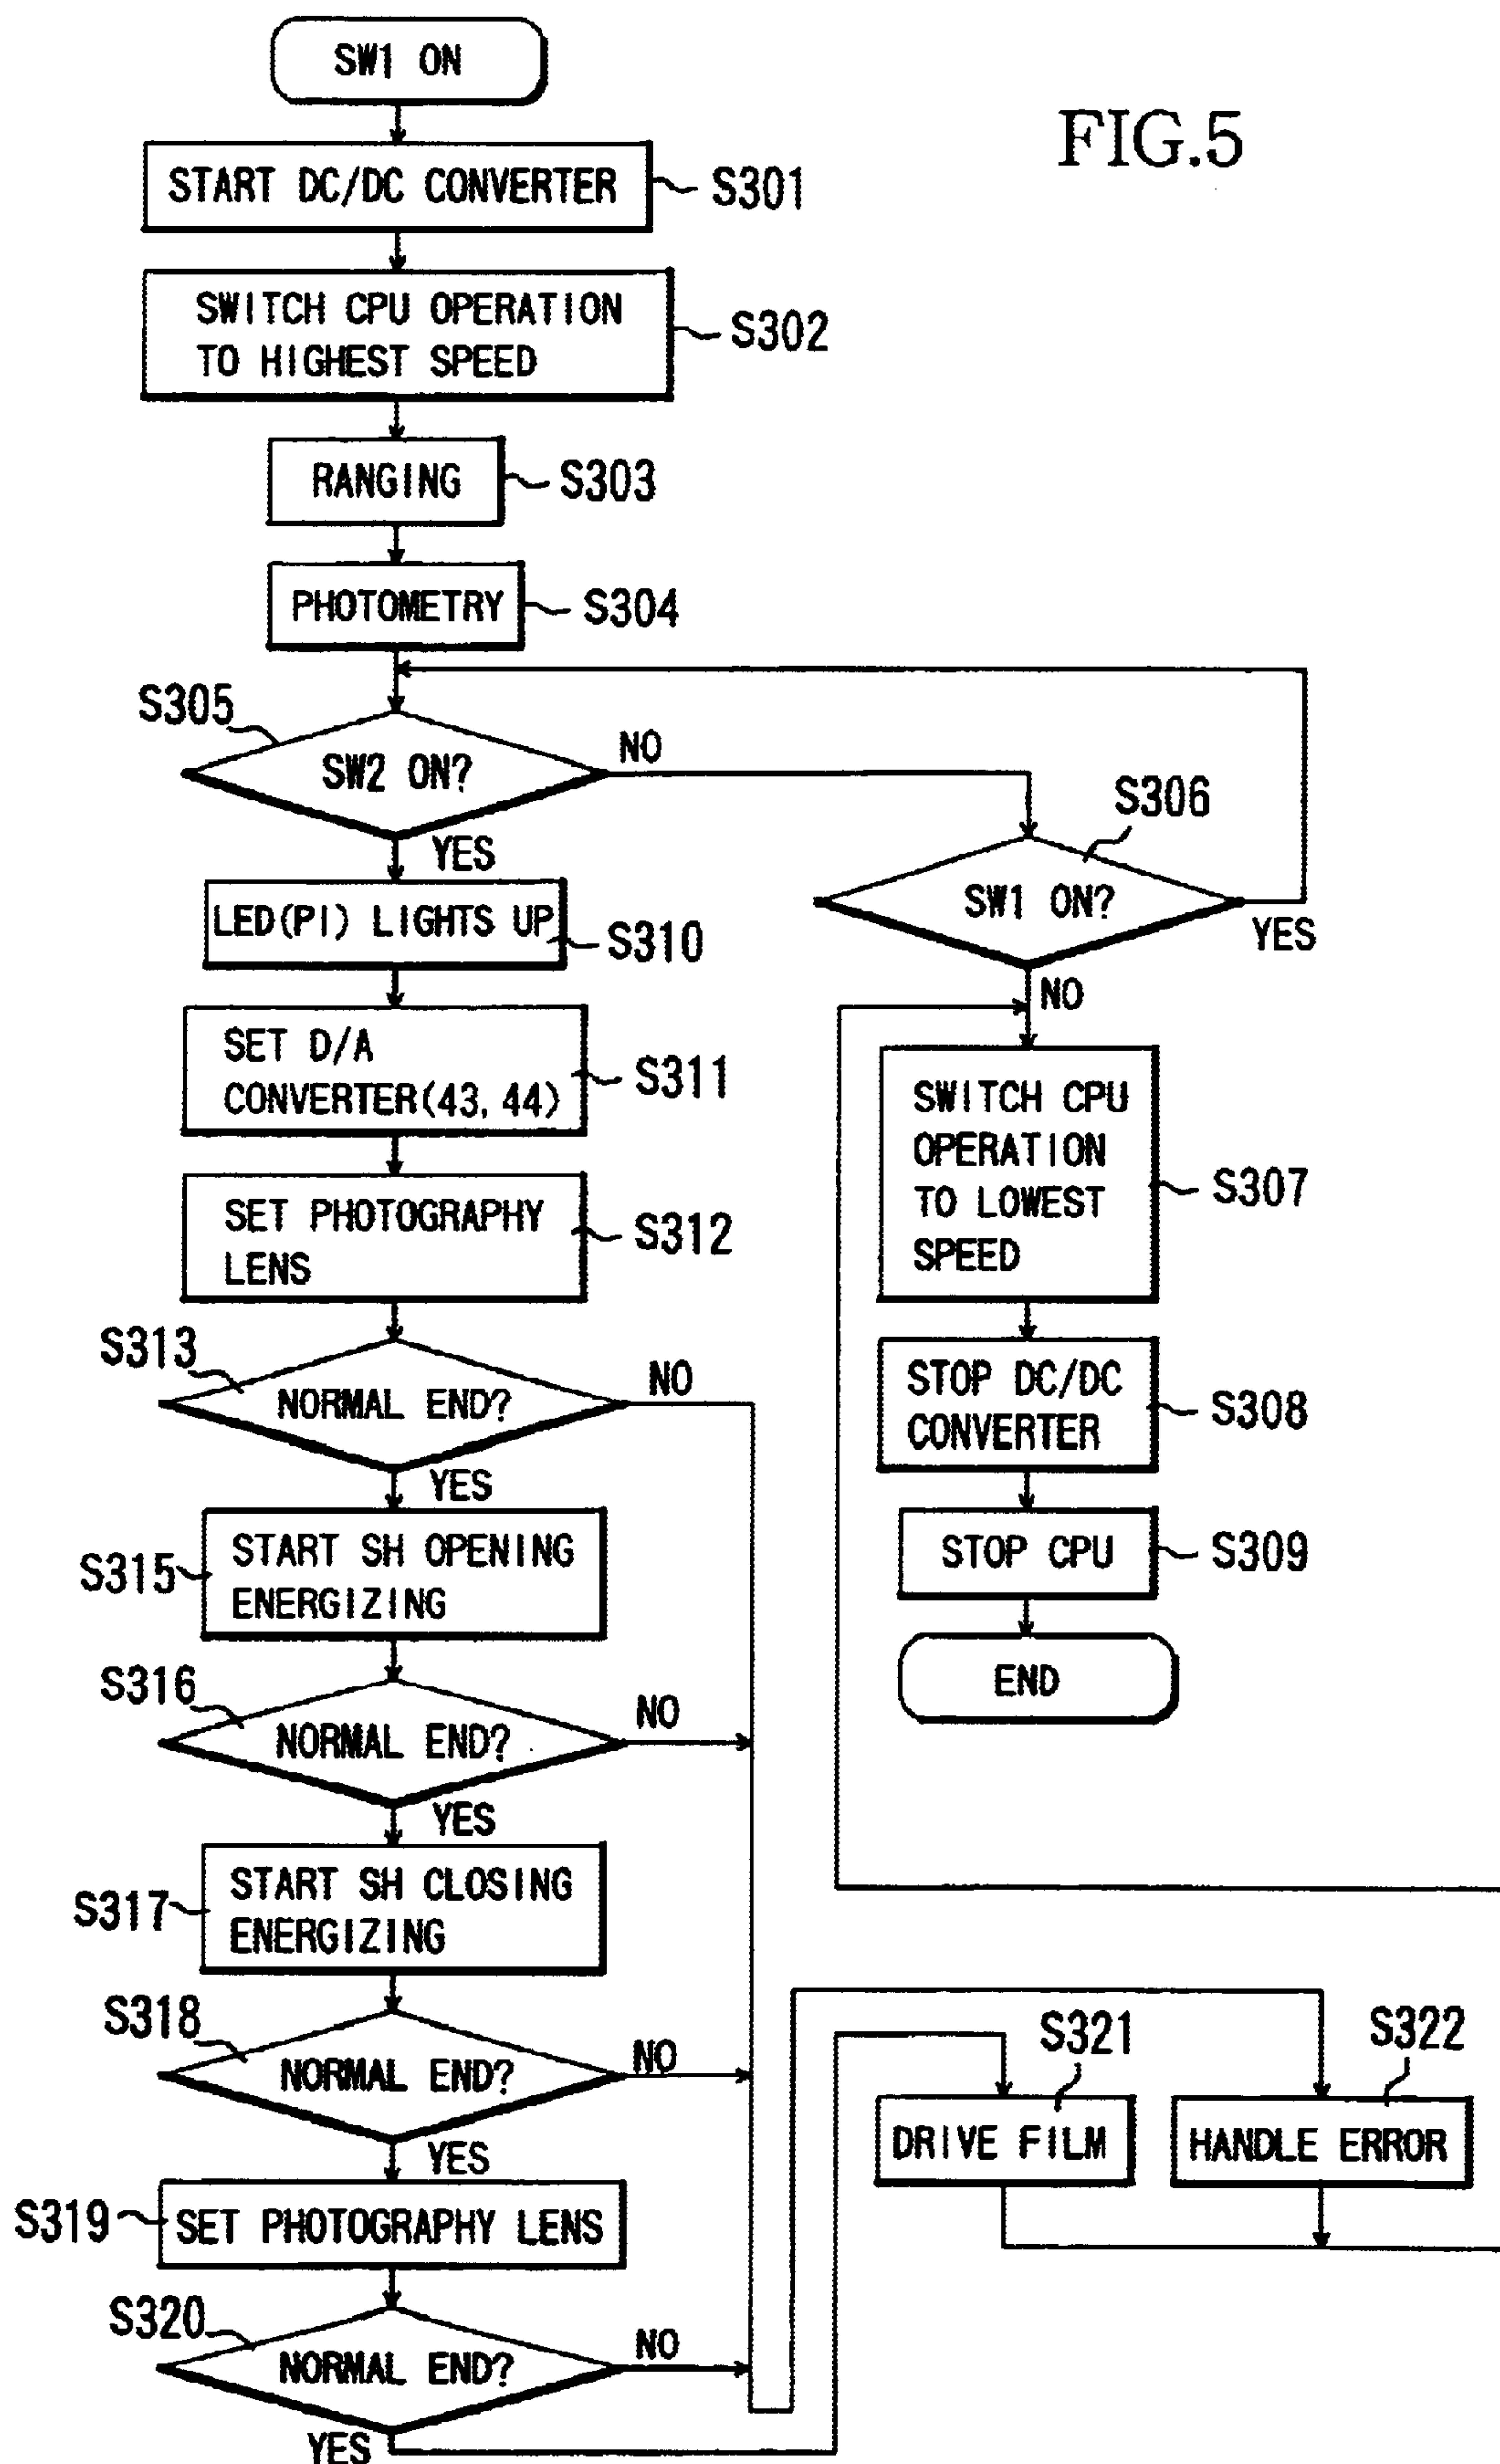 FIG.5
SW1 ON
START DC/DC CONVERTER
S301
SWITCH CPU OPERATION
TO HIGHEST SPEED
S302
RANGING
S303
PHOTOMETRY
S304
S305
SW2 ON?
NO
YES
S306
SW1 ON?
YES
NO
LED(PI) LIGHTS UP
S310
SET D/A
CONVERTER(43, 44)
S311
SET PHOTOGRAPHY
LENS
S312
SWITCH CPU
OPERATION
TO LOWEST
SPEED
S307
STOP DC/DC
CONVERTER
S308
STOP CPU
S309
END
S313
NORMAL END?
NO
YES
S315
START SH OPENING
ENERGIZING
S316
NORMAL END?
NO
YES
S317
START SH CLOSING
ENERGIZING
S318
NORMAL END?
NO
YES
S319
SET PHOTOGRAPHY LENS
S320
NORMAL END?
NO
YES
S321
DRIVE FILM
S322
HANDLE ERROR